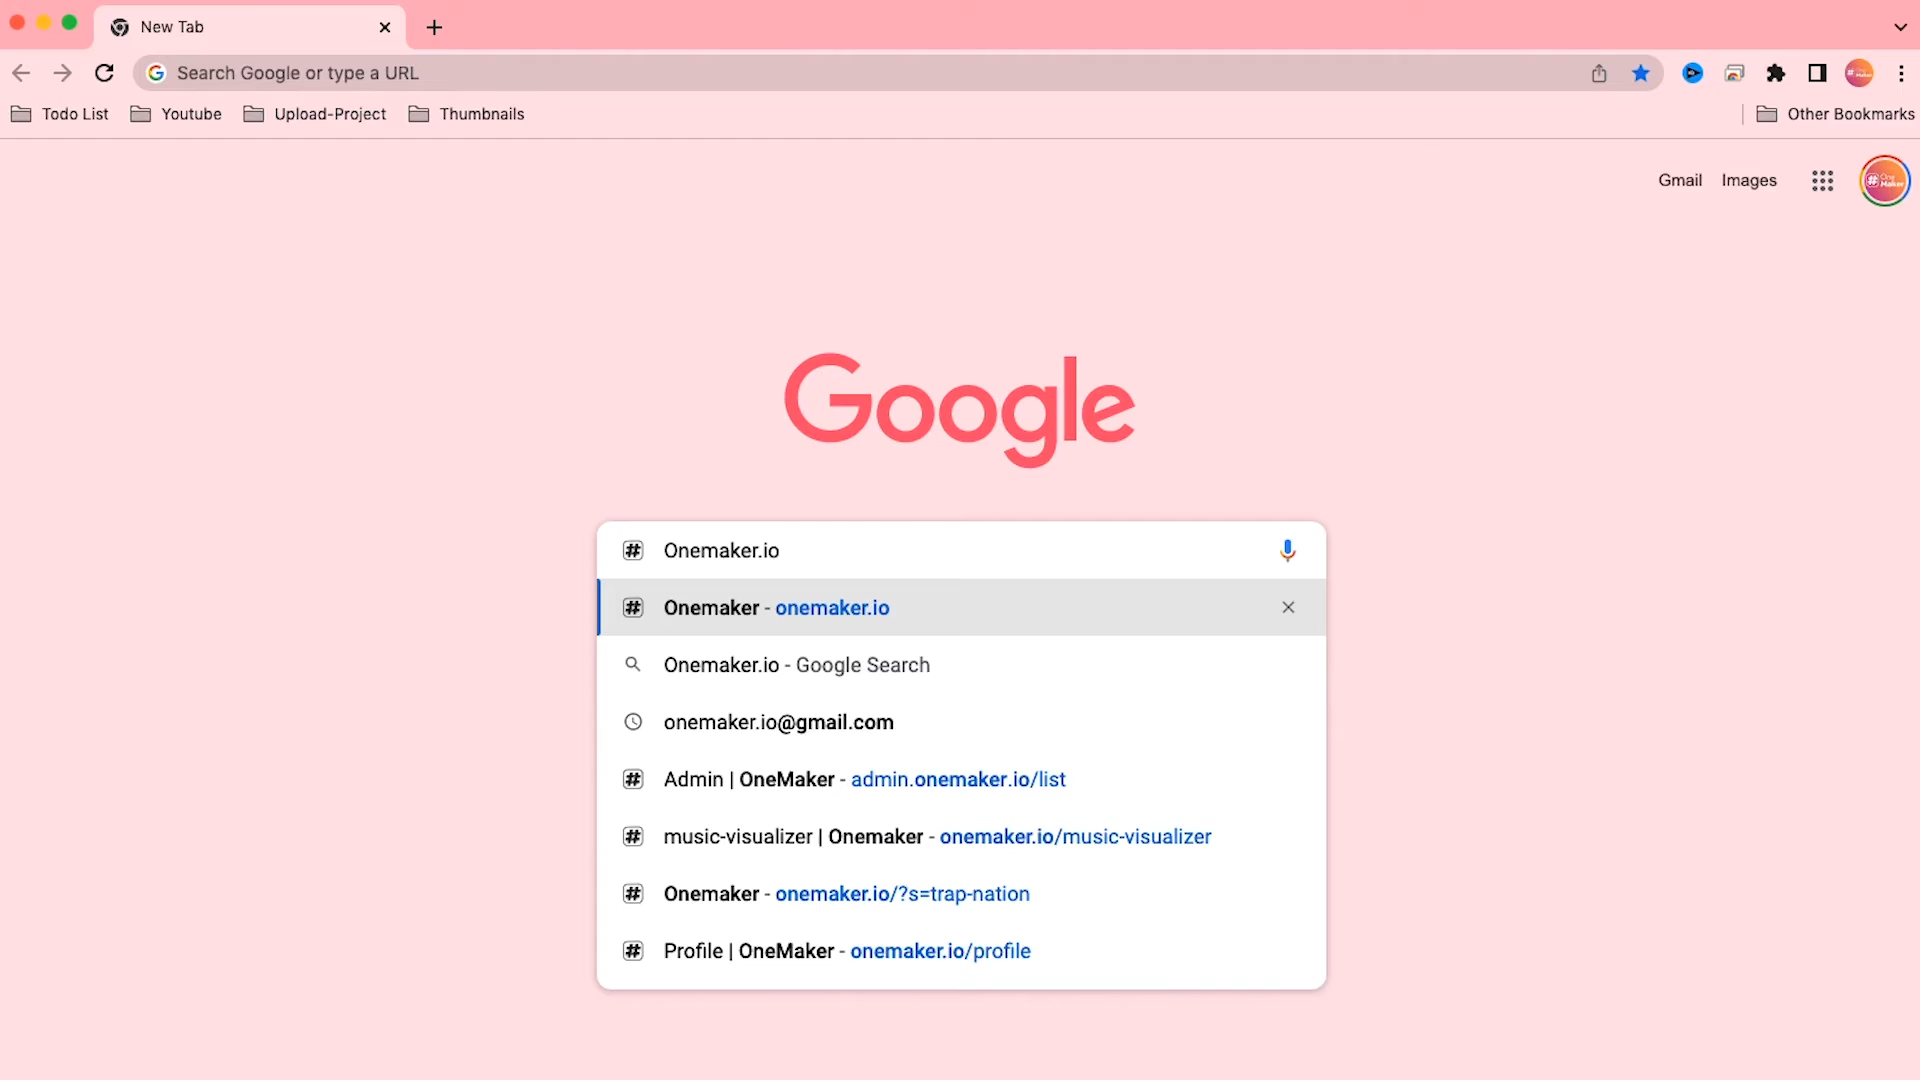 New Tab
Search Google or type a URL
Todo List Youtube Upload-Project Thumbnails Other Bookmarks
Gmail Images
Google
Onemaker.io
Onemaker - onemaker.io
Onemaker.io - Google Search
onemaker.io@gmail.com
Admin | OneMaker - admin.onemaker.io/list
music-visualizer | Onemaker - onemaker.io/music-visualizer
Onemaker - onemaker.io/?s=trap-nation
Profile | OneMaker - onemaker.io/profile